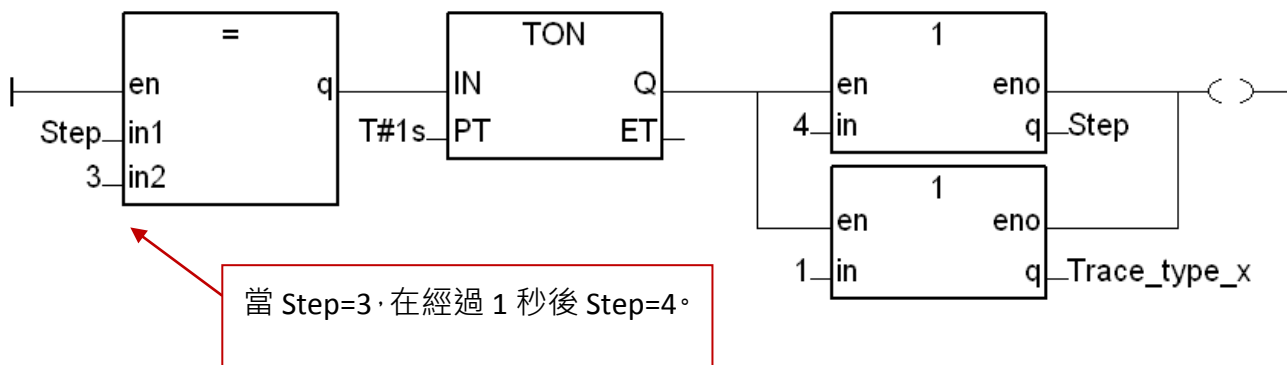 =
en q
Step in1
3 in2
TON
IN Q
T#1s PT ET
1
en eno
4 in q Step
1
en eno
1 in q Trace_type_x
當 Step=3，在經過 1 秒後 Step=4。